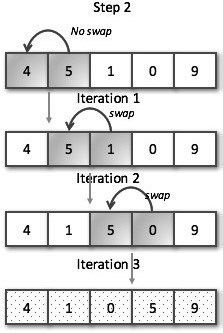 Step 2
No swap
4 5 1 0 9
Iteration 1
swap
4 5 1 0 9
Iteration 2
swap
4 1 5 0 9
Iteration 3
4 1 0 5 9